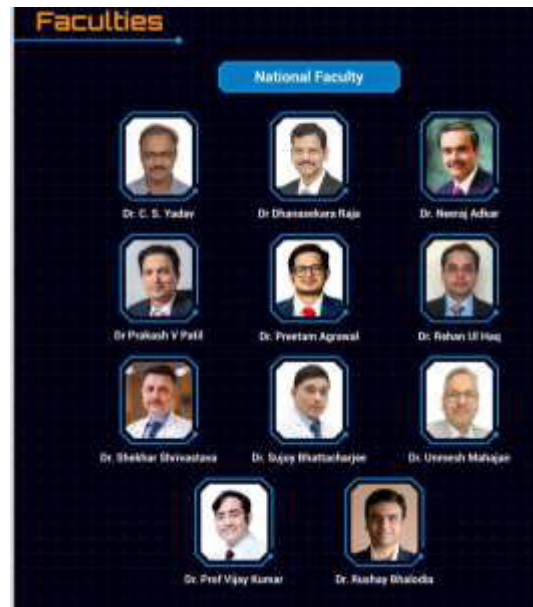 Faculties
National Faculty
Dr. C. S. Yadav
Dr Dhanasekara Raja
Dr. Neeraj Adkar
Dr Prakash V Patil
Dr. Preetam Agrawal
Dr. Rehan Ul Haq
Dr. Shekhar Shrivastava
Dr. Sujoy Bhattacharjee
Dr. Ummesh Mahajan
Dr. Prof Vijay Kumar
Dr. Rushay Bhalodia